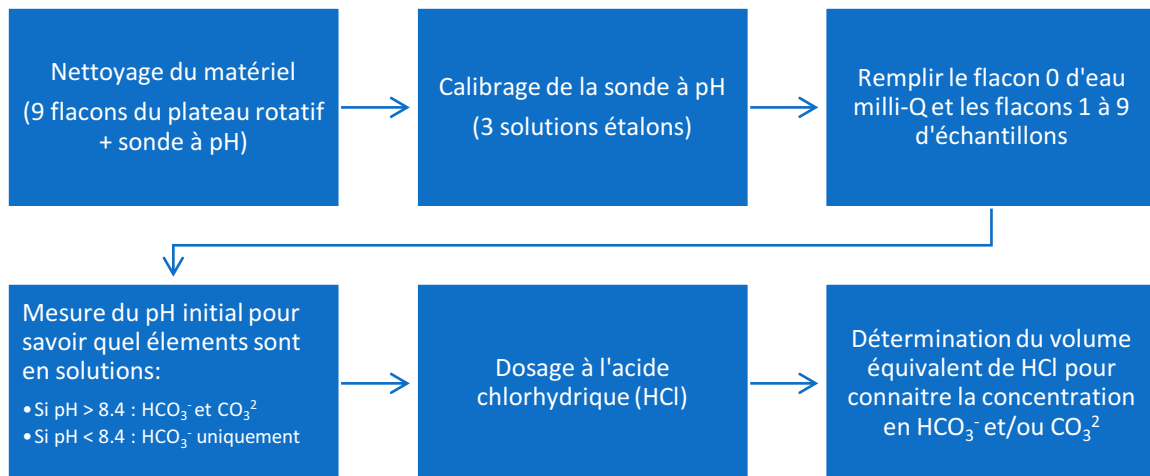 Nettoyage du matériel
(9 flacons du plateau rotatif
+ sonde à pH)
Calibrage de la sonde à pH
(3 solutions étalons)
Remplir le flacon 0 d'eau
milli-Q et les flacons 1 à 9
d'échantillons
Mesure du pH initial pour
savoir quel élements sont
en solutions:
• Si pH > 8.4 : HCO₃⁻ et CO₃²
• Si pH < 8.4 : HCO₃⁻ uniquement
Dosage à l'acide
chlorhydrique (HCl)
Détermination du volume
équivalent de HCl pour
connaitre la concentration
en HCO₃⁻ et/ou CO₃²